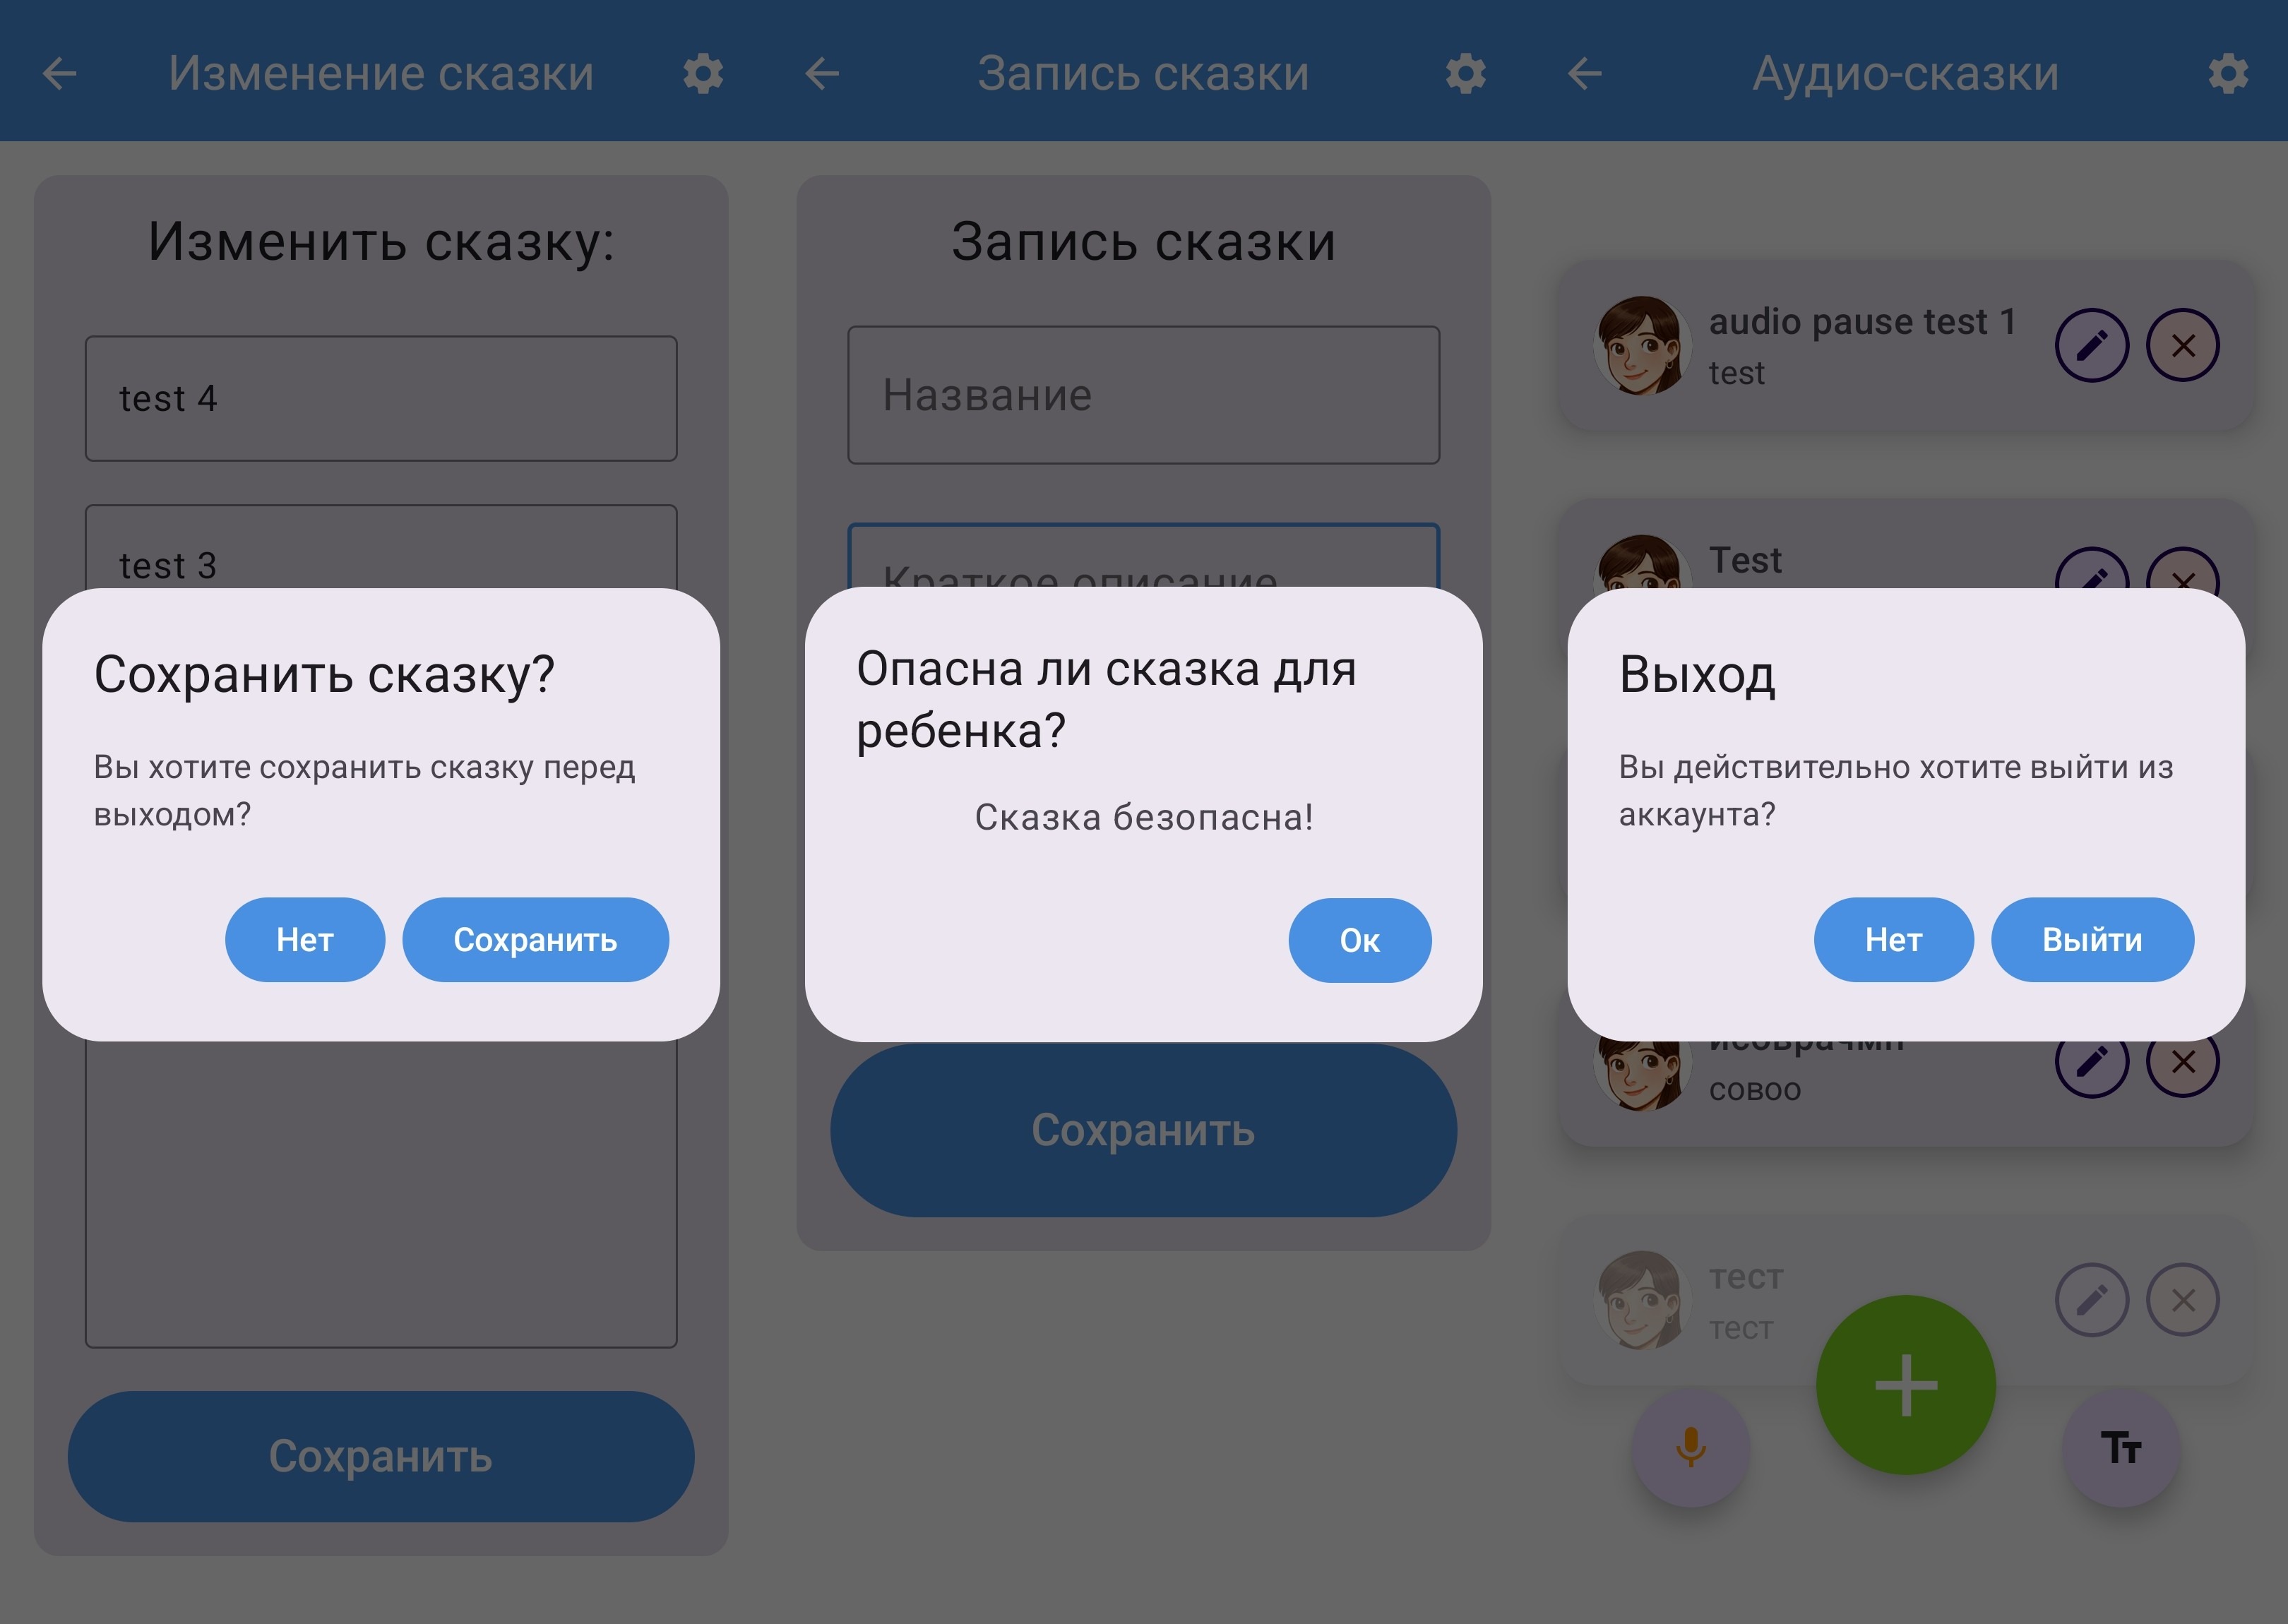 Изменение сказки
Изменить сказку:
test 4
test 3
Сохранить сказку?
Вы хотите сохранить сказку перед
выходом?
Нет
Сохранить
Сохранить
Запись сказки
Запись сказки
Название
Краткое описание
Опасна ли сказка для
ребенка?
Сказка безопасна!
Ок
Сохранить
Аудио-сказки
audio pause test 1
test
Test
Выход
Вы действительно хотите выйти из
аккаунта?
Нет
Выйти
совоо
тест
тест
Тт